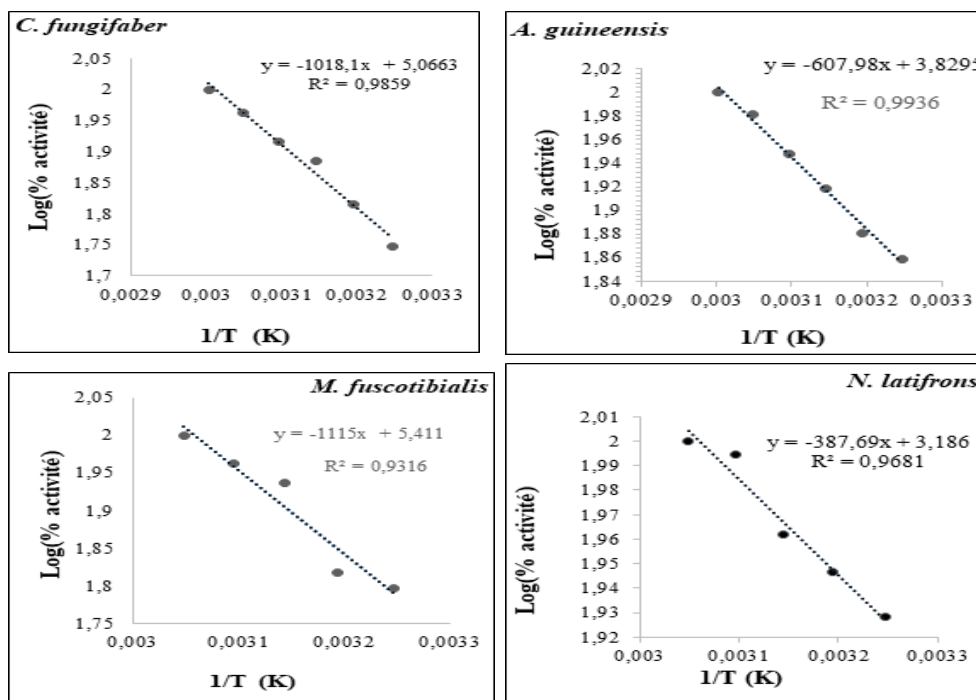 C. fungifaber
2,05
2
1,95
1,9
1,85
1,8
1,75
1,7
y = -1018,1x + 5,0663
R² = 0,9859
Log(% activité)
0,0029 0,003 0,0031 0,0032 0,0033
1/T (K)
A. guineensis
2,02
2
1,98
1,96
1,94
1,92
1,9
1,88
1,86
1,84
y = -607,98x + 3,8295
R² = 0,9936
Log(% activité)
0,0029 0,003 0,0031 0,0032 0,0033
1/T (K)
M. fuscotibialis
2,05
2
1,95
1,9
1,85
1,8
1,75
y = -1115x + 5,411
R² = 0,9316
Log(% activité)
0,003 0,0031 0,0032 0,0033
1/T (K)
N. latifrons
2,01
2
1,99
1,98
1,97
1,96
1,95
1,94
1,93
1,92
y = -387,69x + 3,186
R² = 0,9681
Log(% activité)
0,003 0,0031 0,0032 0,0033
1/T (K)